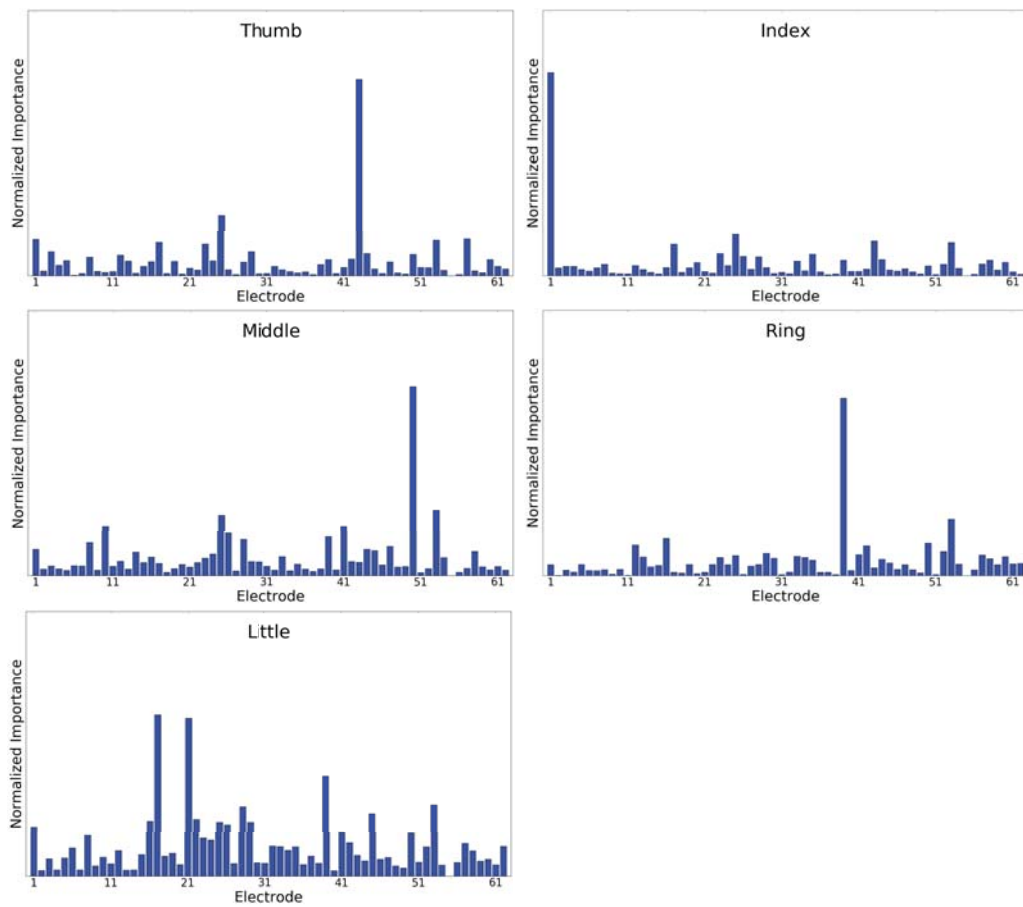 Thumb
Normalized Importance
1 11 21 31 41 51 61
Electrode
Index
Normalized Importance
1 11 21 31 41 51 61
Electrode
Middle
Normalized Importance
1 11 21 31 41 51 61
Electrode
Ring
Normalized Importance
1 11 21 31 41 51 61
Electrode
Little
Normalized Importance
1 11 21 31 41 51 61
Electrode